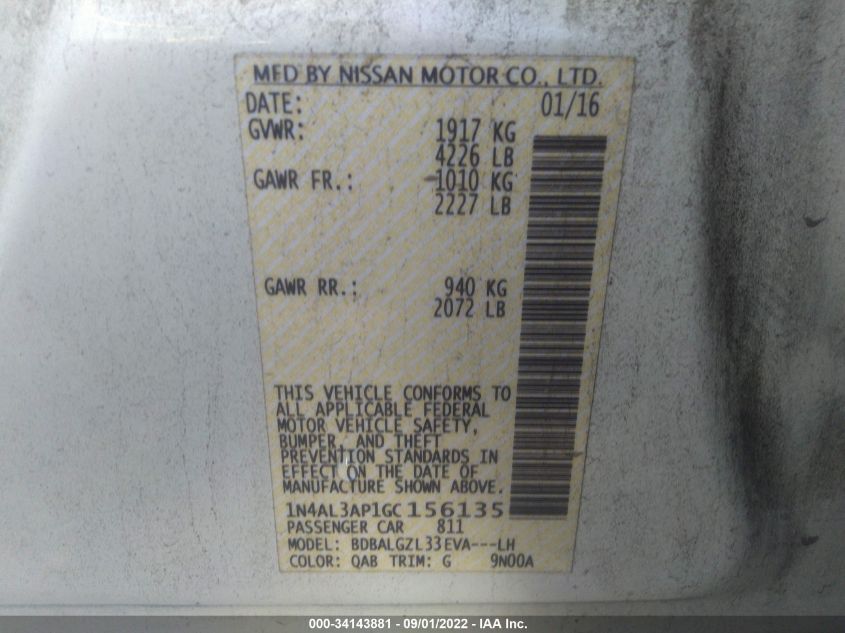 MFD BY NISSAN MOTOR CO., LTD.
DATE: 01/16
GVWR: 1917 KG
4226 LB
GAWR FR.: 1010 KG
2227 LB
GAWR RR.: 940 KG
2072 LB
THIS VEHICLE CONFORMS TO
ALL APPLICABLE FEDERAL
MOTOR VEHICLE SAFETY,
BUMPER, AND THEFT
PREVENTION STANDARDS IN
EFFECT ON THE DATE OF
MANUFACTURE SHOWN ABOVE.
1N4AL3AP1GC156135
PASSENGER CAR 811
MODEL: BDBALGZL33EVA---LH
COLOR: QAB TRIM: G 9N00A
000-34143881 - 09/01/2022 - IAA Inc.